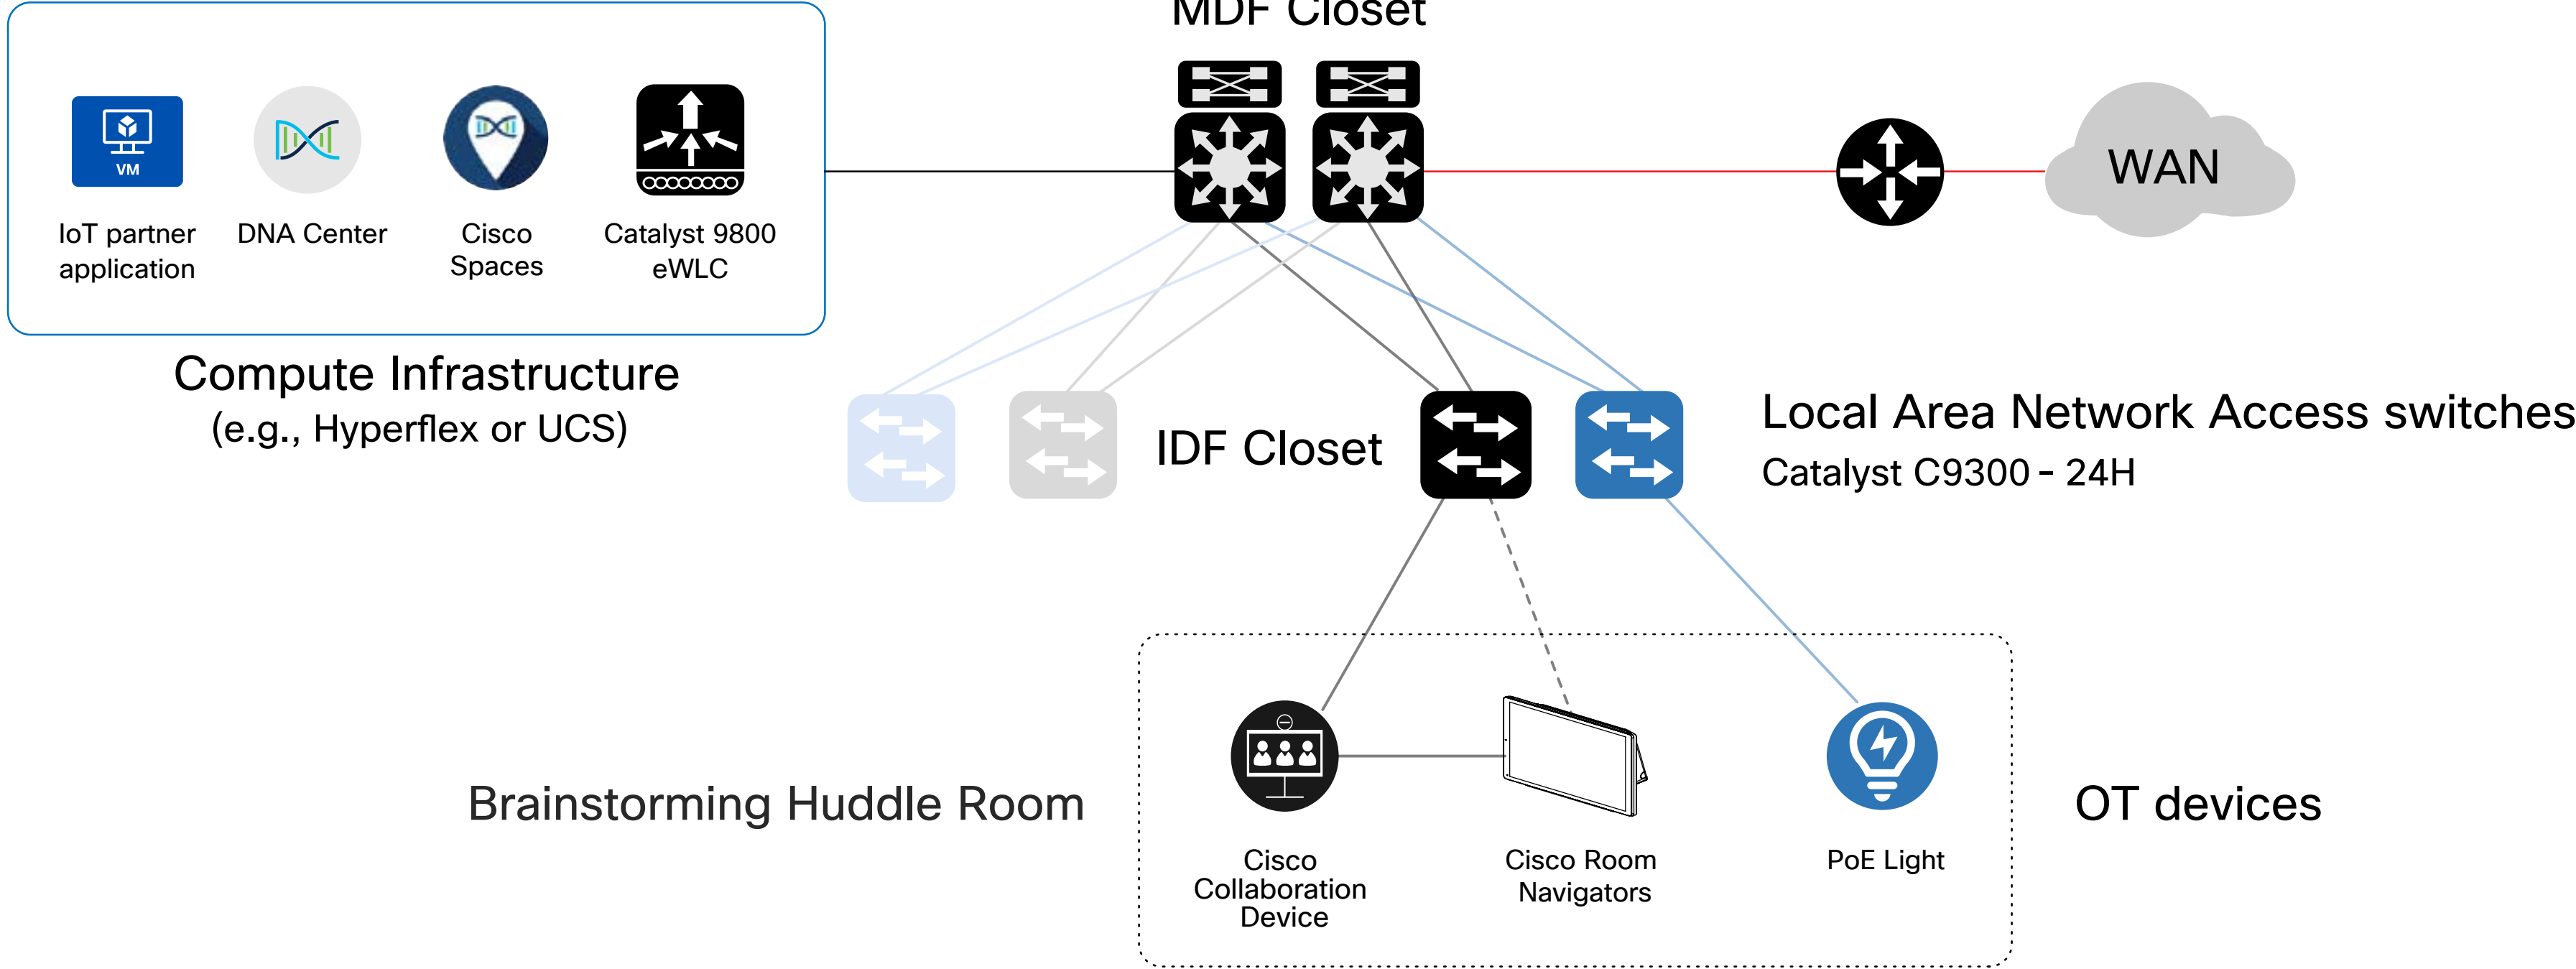 MDF Closet
VM
IoT partner
application
DNA Center
Cisco
Spaces
Catalyst 9800
eWLC
WAN
Compute Infrastructure
(e.g., Hyperflex or UCS)
IDF Closet
Local Area Network Access switches
Catalyst C9300 - 24H
Brainstorming Huddle Room
Cisco
Collaboration
Device
Cisco Room
Navigators
PoE Light
OT devices